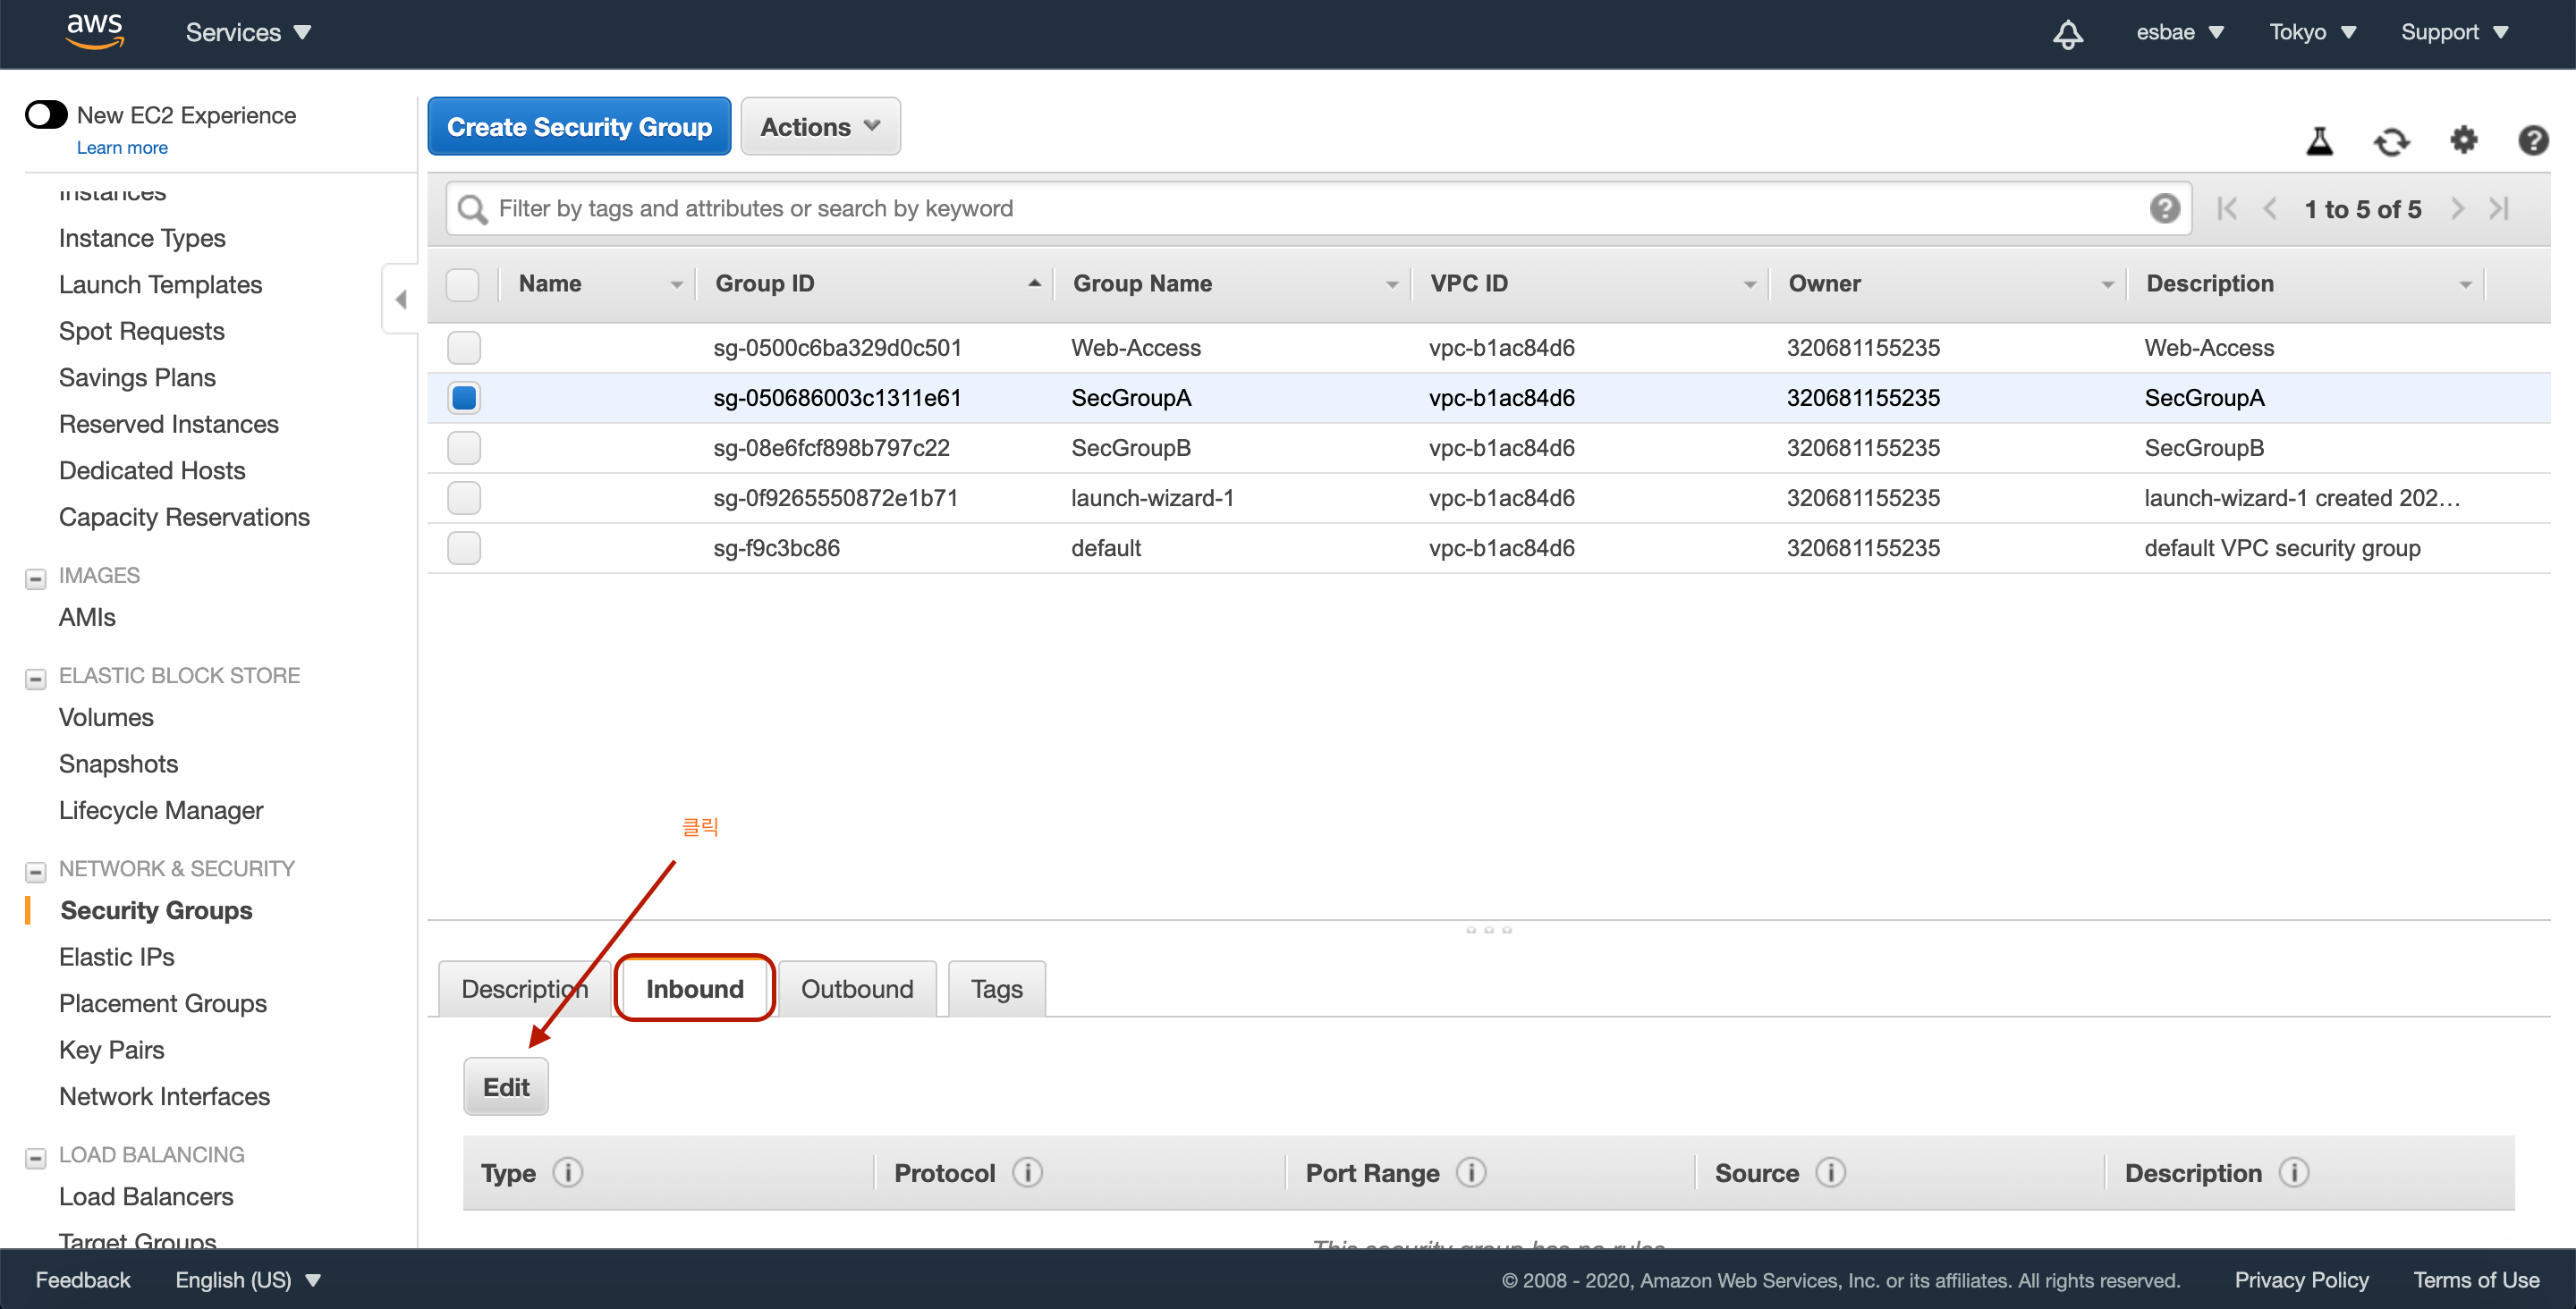 aws Services esbae Tokyo Support
New EC2 Experience
Learn more
Create Security Group Actions
Filter by tags and attributes or search by keyword 1 to 5 of 5
Name Group ID Group Name VPC ID Owner Description
sg-0500c6ba329d0c501 Web-Access vpc-b1ac84d6 320681155235 Web-Access
sg-050686003c1311e61 SecGroupA vpc-b1ac84d6 320681155235 SecGroupA
sg-08e6fcf898b797c22 SecGroupB vpc-b1ac84d6 320681155235 SecGroupB
sg-0f9265550872e1b71 launch-wizard-1 vpc-b1ac84d6 320681155235 launch-wizard-1 created 202…
sg-f9c3bc86 default vpc-b1ac84d6 320681155235 default VPC security group
Instances
Instance Types
Launch Templates
Spot Requests
Savings Plans
Reserved Instances
Dedicated Hosts
Capacity Reservations
IMAGES
AMIs
ELASTIC BLOCK STORE
Volumes
Snapshots
Lifecycle Manager
NETWORK & SECURITY
Security Groups
Elastic IPs
Placement Groups
Key Pairs
Network Interfaces
LOAD BALANCING
Load Balancers
Target Groups
클릭
Description Inbound Outbound Tags
Edit
Type Protocol Port Range Source Description
This security group has no rules
Feedback English (US) © 2008 - 2020, Amazon Web Services, Inc. or its affiliates. All rights reserved. Privacy Policy Terms of Use